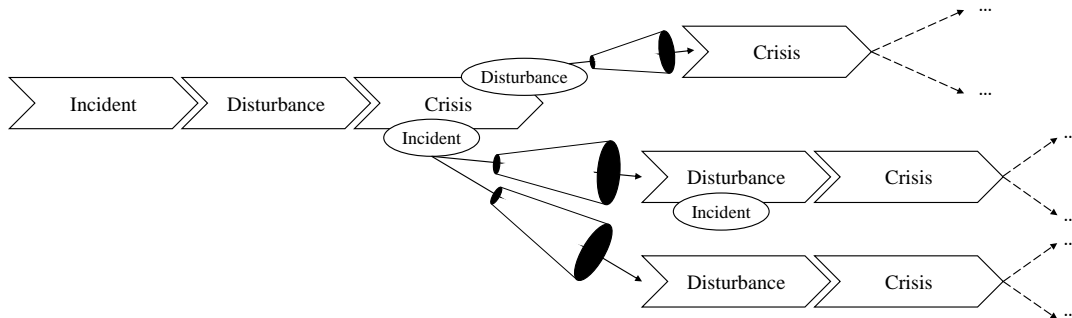 ...
Disturbance
Crisis
Incident
Disturbance
Crisis
...
Incident
..
Disturbance
Crisis
Incident
..
..
Disturbance
Crisis
..